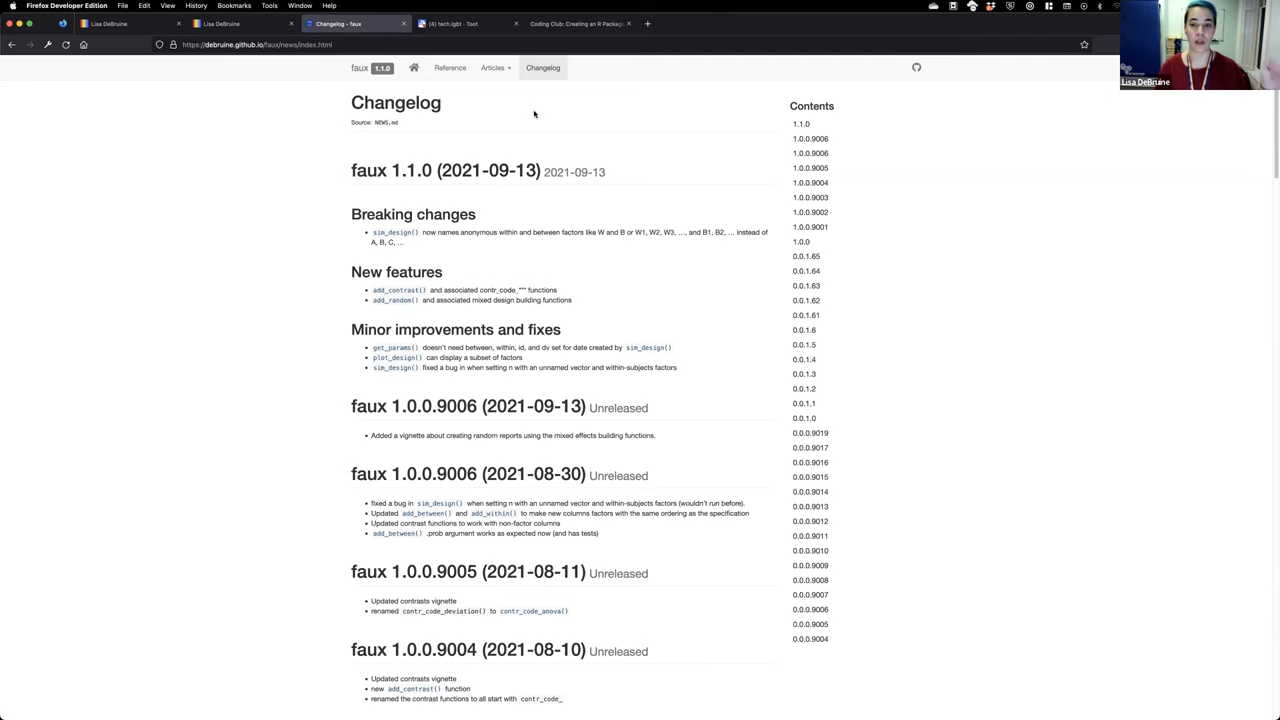 Firefox Developer Edition File Edit View History Bookmarks Tools Window Help
Lisa DeBruine
Lisa DeBruine
Changelog • faux
(4) tech.lgbt - Toot
Coding Club: Creating an R Packag
https://debruine.github.io/faux/news/index.html
Lisa DeBruine
faux 1.1.0 Reference Articles Changelog
Changelog
Source: NEWS.md
faux 1.1.0 (2021-09-13) 2021-09-13
Breaking changes
sim_design() now names anonymous within and between factors like W and B or W1, W2, W3, …, and B1, B2, … instead of
A, B, C, …
New features
add_contrast() and associated contr_code_*** functions
add_random() and associated mixed design building functions
Minor improvements and fixes
get_params() doesn't need between, within, id, and dv set for date created by sim_design()
plot_design() can display a subset of factors
sim_design() fixed a bug in when setting n with an unnamed vector and within-subjects factors
faux 1.0.0.9006 (2021-09-13) Unreleased
Added a vignette about creating random reports using the mixed effects building functions.
faux 1.0.0.9006 (2021-08-30) Unreleased
fixed a bug in sim_design() when setting n with an unnamed vector and within-subjects factors (wouldn't run before).
Updated add_between() and add_within() to make new columns factors with the same ordering as the specification
Updated contrast functions to work with non-factor columns
add_between() .prob argument works as expected now (and has tests)
faux 1.0.0.9005 (2021-08-11) Unreleased
Updated contrasts vignette
renamed contr_code_deviation() to contr_code_anova()
faux 1.0.0.9004 (2021-08-10) Unreleased
Updated contrasts vignette
new add_contrast() function
renamed the contrast functions to all start with contr_code_
Contents
1.1.0
1.0.0.9006
1.0.0.9006
1.0.0.9005
1.0.0.9004
1.0.0.9003
1.0.0.9002
1.0.0.9001
1.0.0
0.0.1.65
0.0.1.64
0.0.1.63
0.0.1.62
0.0.1.61
0.0.1.6
0.0.1.5
0.0.1.4
0.0.1.3
0.0.1.2
0.0.1.1
0.0.1.0
0.0.0.9019
0.0.0.9017
0.0.0.9016
0.0.0.9015
0.0.0.9014
0.0.0.9013
0.0.0.9012
0.0.0.9011
0.0.0.9010
0.0.0.9009
0.0.0.9008
0.0.0.9007
0.0.0.9006
0.0.0.9005
0.0.0.9004